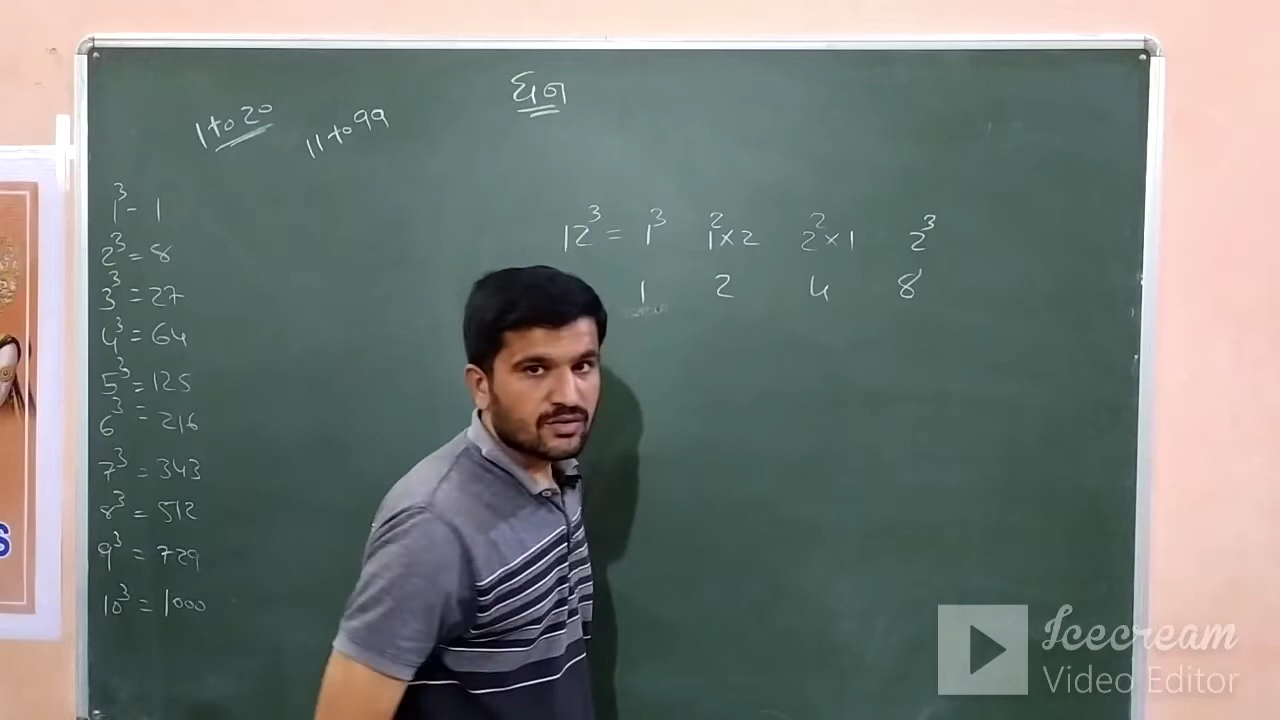 ઘન
1 to 20
11 to 99
1³ - 1
2³ = 8
3³ = 27
4³ = 64
5³ = 125
6³ = 216
7³ = 343
8³ = 512
9³ = 729
10³ = 1000
12³ = 1³ 1²×2 2²×1 2³
1 2 4 8
S
Icecream
Video Editor